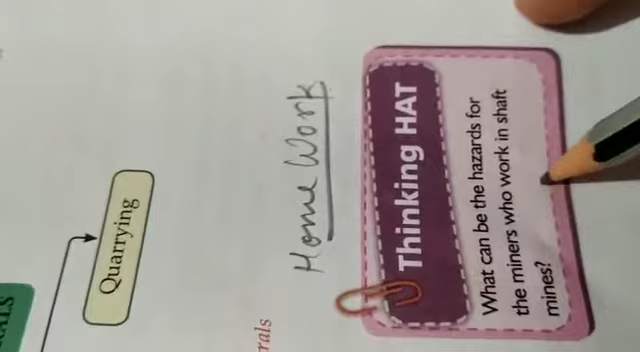 Quarrying
Home Work
Thinking HAT
What can be the hazards for
the miners who work in shaft
mines?
rals
ALS